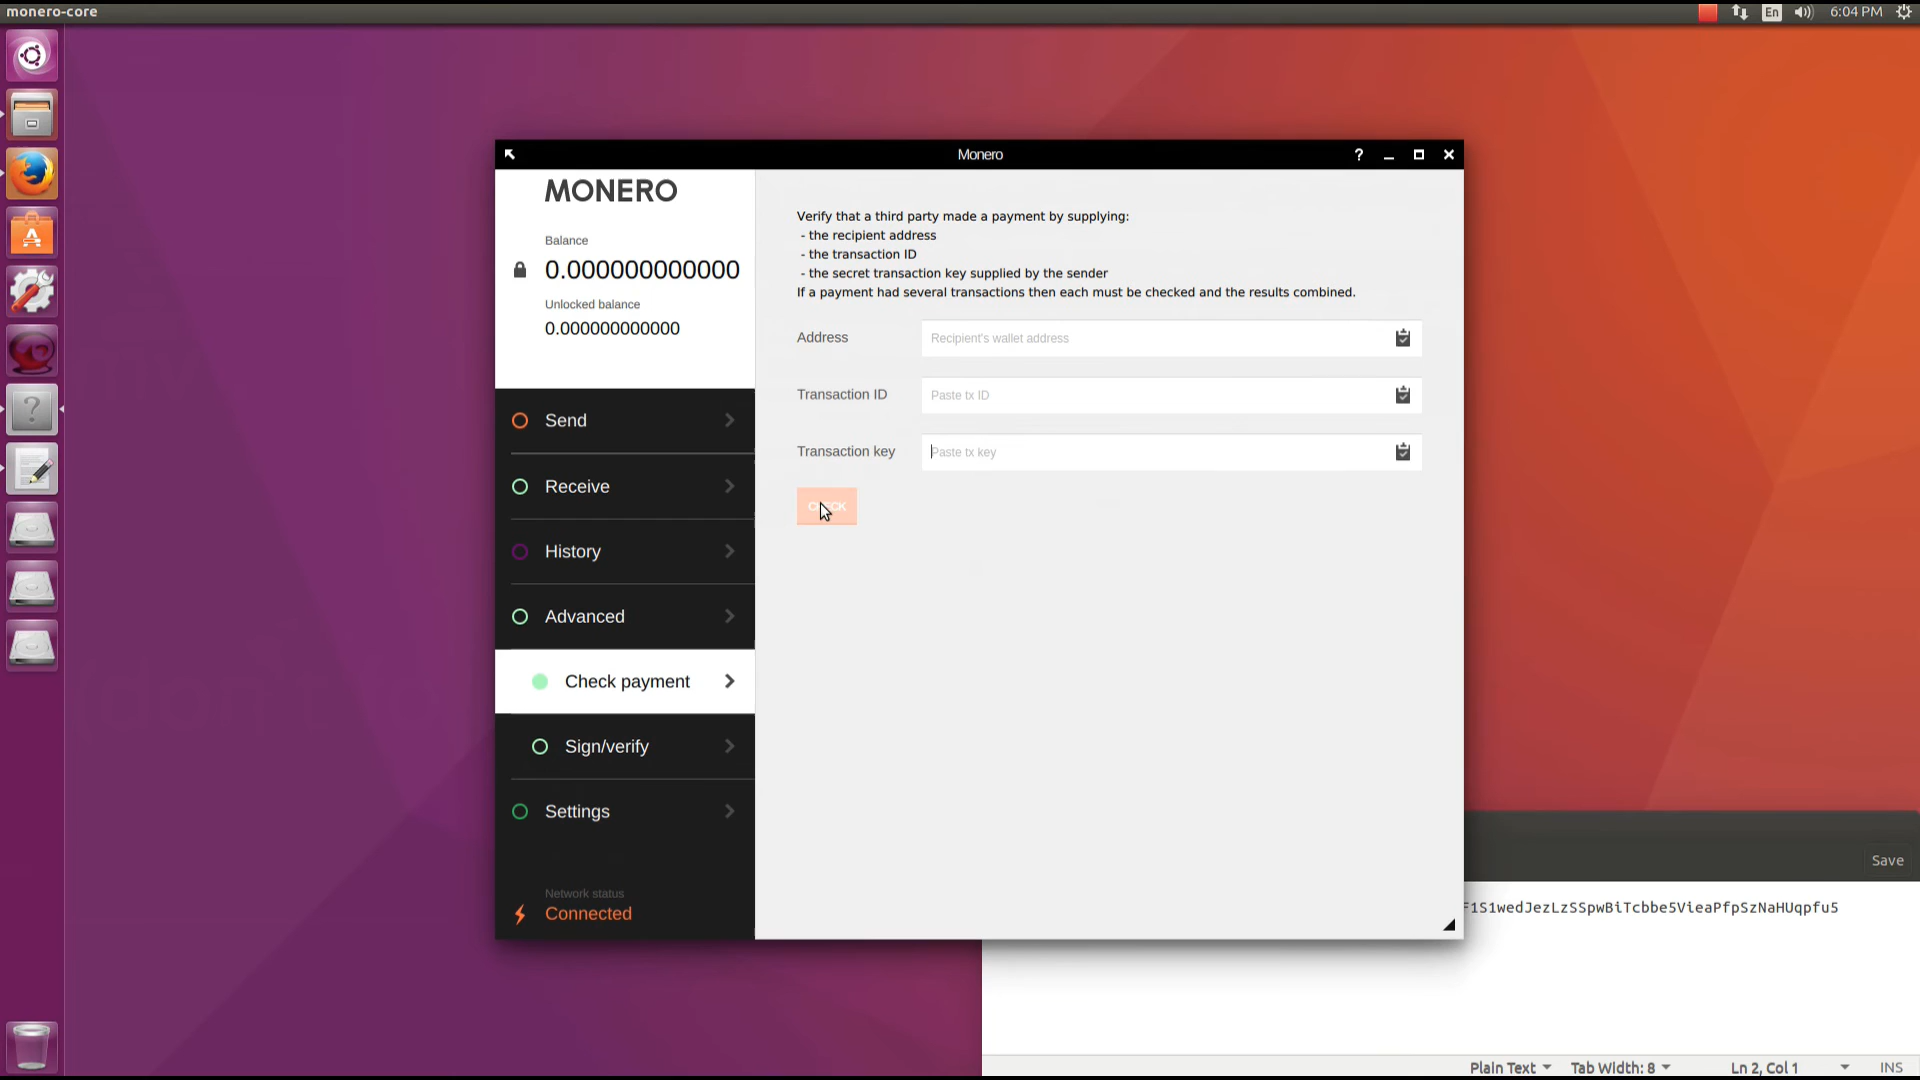 monero-core
En
6:04 PM
Monero
?
MONERO
Balance
0.000000000000
Unlocked balance
0.000000000000
Send
Receive
History
Advanced
Check payment
Sign/verify
Settings
Network status
Connected
Verify that a third party made a payment by supplying:
- the recipient address
- the transaction ID
- the secret transaction key supplied by the sender
If a payment had several transactions then each must be checked and the results combined.
Address
Recipient's wallet address
Transaction ID
Paste tx ID
Transaction key
Paste tx key
CHECK
Save
F1S1wedJezLzSSpwBiTcbbe5VieaPfpSzNaHUqpfu5
Plain Text
Tab Width: 8
Ln 2, Col 1
INS